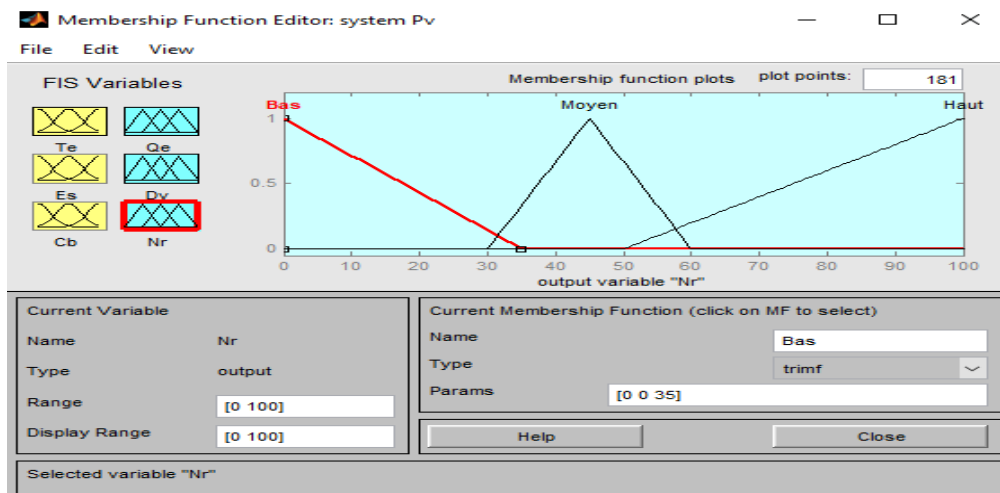 Membership Function Editor: system Pv
File Edit View
FIS Variables
Te Qe
Es Dv
Cb Nr
Membership function plots plot points: 181
Bas Moyen Haut
1
0.5
0
0 10 20 30 40 50 60 70 80 90 100
output variable "Nr"
Current Variable
Name Nr
Type output
Range [0 100]
Display Range [0 100]
Current Membership Function (click on MF to select)
Name Bas
Type trimf
Params [0 0 35]
Help Close
Selected variable "Nr"